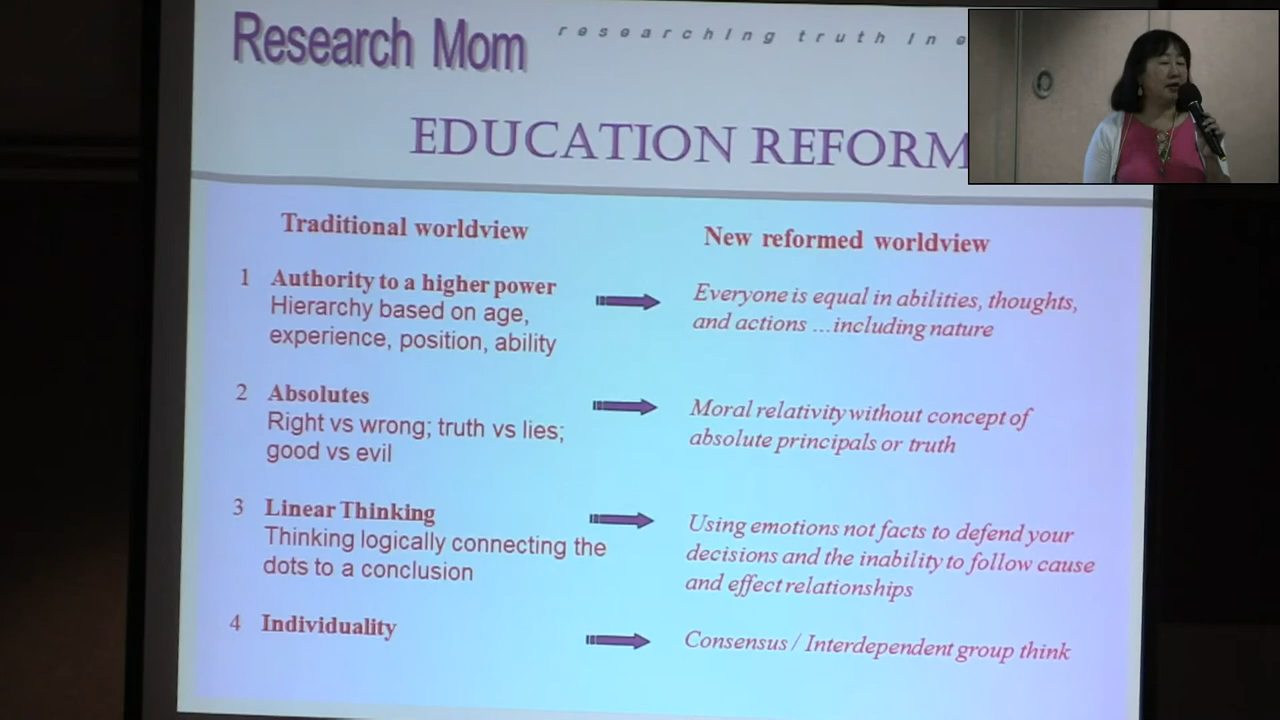 Research Mom
researching truth in e
EDUCATION REFORM
Traditional worldview
New reformed worldview
1 Authority to a higher power
Hierarchy based on age,
experience, position, ability
Everyone is equal in abilities, thoughts,
and actions ...including nature
2 Absolutes
Right vs wrong; truth vs lies;
good vs evil
Moral relativity without concept of
absolute principals or truth
3 Linear Thinking
Thinking logically connecting the
dots to a conclusion
Using emotions not facts to defend your
decisions and the inability to follow cause
and effect relationships
4 Individuality
Consensus / Interdependent group think